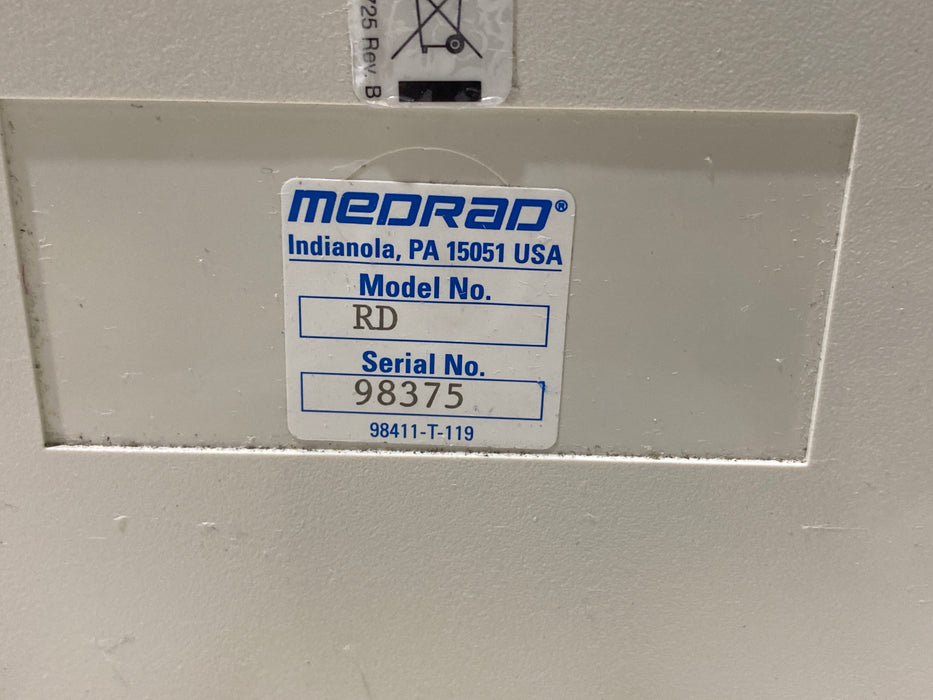 725 Rev. B
MEDRAD®
Indianola, PA 15051 USA
Model No.
RD
Serial No.
98375
98411-T-119